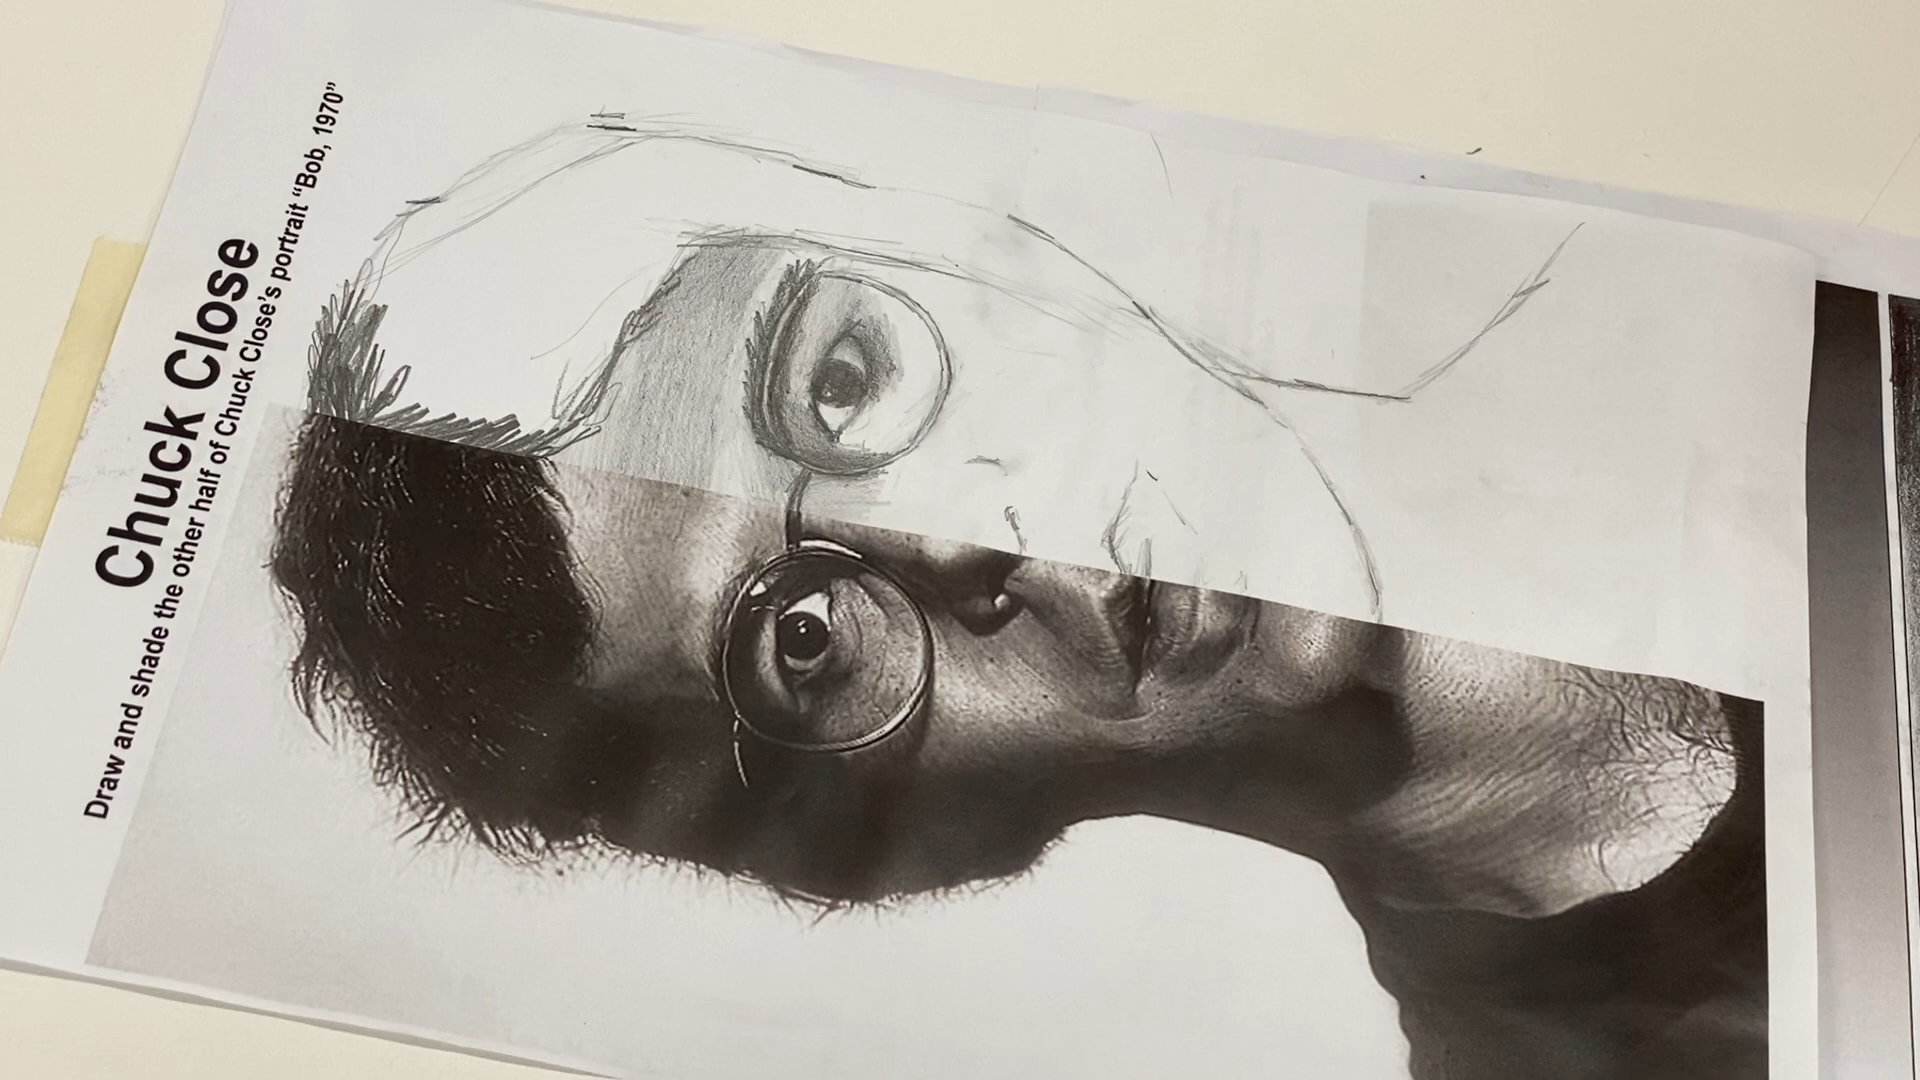 Chuck Close
Draw and shade the other half of Chuck Close's portrait “Bob, 1970”